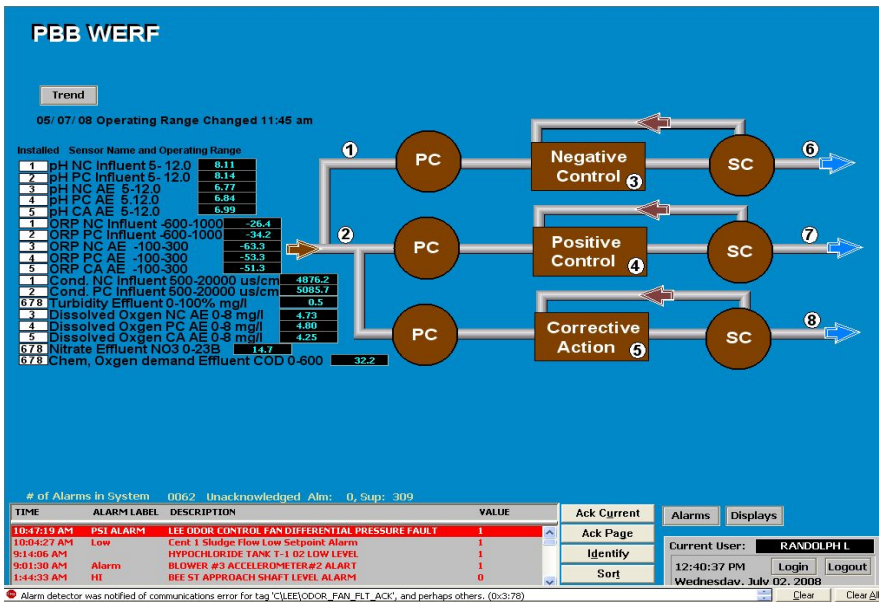 PBB WERF
Trend
05/ 07/ 08 Operating Range Changed 11:45 am
Installed Sensor Name and Operating Range
1 pH NC Influent 5- 12.0 8.11
2 pH PC Influent 5- 12.0 8.14
3 pH NC AE 5-12.0 6.77
4 pH PC AE 5.12.0 6.84
5 pH CA AE 5-12.0 6.99
1 ORP NC Influent -600-1000 -26.4
2 ORP PC Influent -600-1000 -34.2
3 ORP NC AE -100-300 -63.3
4 ORP PC AE -100-300 -53.3
5 ORP CA AE -100-300 -51.3
1 Cond. NC Influent 500-20000 us/cm 4876.2
2 Cond. PC Influent 500-20000 us/cm 5085.7
678 Turbidity Effluent 0-100% mg/l 0.5
3 Dissolved Oxgen NC AE 0-8 mg/l 4.73
4 Dissolved Oxgen PC AE 0-8 mg/l 4.80
5 Dissolved Oxgen CA AE 0-8 mg/l 4.25
678 Nitrate Effluent NO3 0-23B 14.7
678 Chem, Oxgen demand Effluent COD 0-600 32.2
1 PC Negative Control 3 SC 6
2 PC Positive Control 4 SC 7
PC Corrective Action 5 SC 8
# of Alarms in System 0062 Unacknowledged Alm: 0, Sup: 309
TIME ALARM LABEL DESCRIPTION VALUE
10:47:19 AM PSI ALARM LEE ODOR CONTROL FAN DIFFERENTIAL PRESSURE FAULT 1
10:04:27 AM Low Cent 1 Sludge Flow Low Setpoint Alarm 1
9:14:06 AM HYPOCHLORIDE TANK T-1 02 LOW LEVEL 1
9:01:30 AM Alarm BLOWER #3 ACCELEROMETER#2 ALART 1
1:44:33 AM HI BEE ST APPROACH SHAFT LEVEL ALARM 0
Ack Current
Ack Page
Identify
Sort
Alarms Displays
Current User: RANDOLPH L
12:40:37 PM Login Logout
Wednesday, July 02, 2008
Alarm detector was notified of communications error for tag 'C\LEE\ODOR_FAN_FLT_ACK', and perhaps others. (0x3:78) Clear Clear All